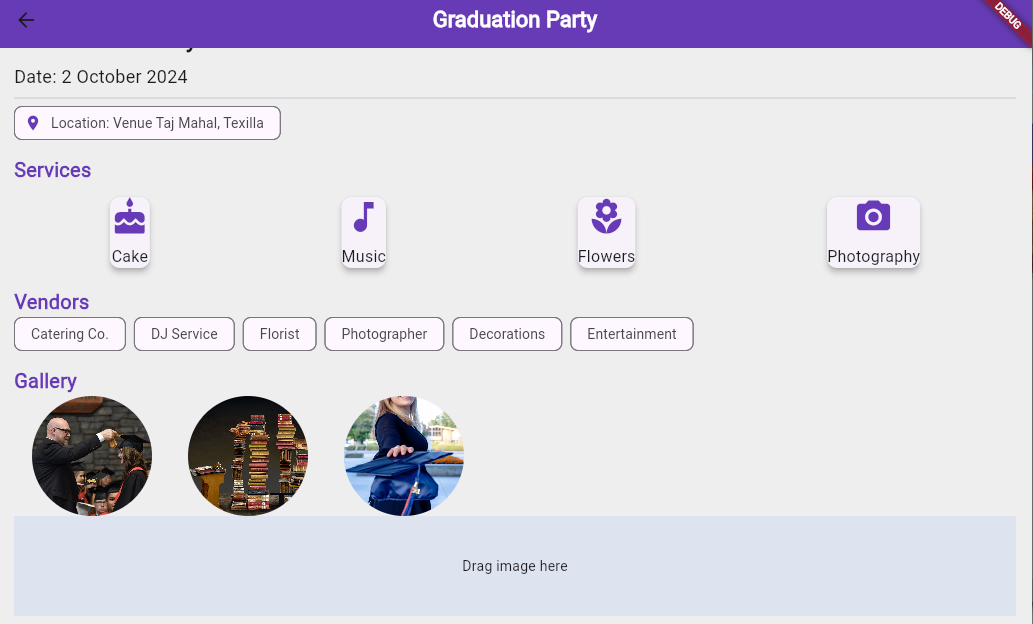 Graduation Party
DEBUG
Date: 2 October 2024
Location: Venue Taj Mahal, Texilla
Services
Cake Music Flowers Photography
Vendors
Catering Co. DJ Service Florist Photographer Decorations Entertainment
Gallery
Drag image here